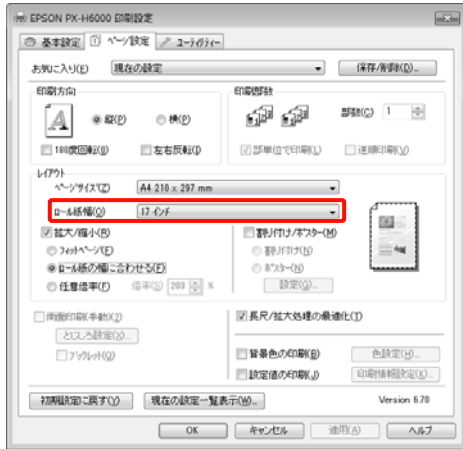 EPSON PX-H6000 印刷設定
基本設定 ページ設定 ユーティリティー
お気に入り(E) 現在の設定 保存/削除(D)...
印刷方向 印刷部数
縦(P) 横(P) 部数(C) 1
180度回転(J) 左右反転(J) 部単位で印刷(L) 逆順印刷(V)
レイアウト
ページサイズ(Z) A4 210 x 297 mm
ロール紙幅(O) 17 インチ
拡大/縮小(R) 割り付け/ポスター(M)
フィットページ(E) 割り付け(N)
ロール紙の幅に合わせる(F) ポスター(N)
任意倍率(F) 倍率(S) 203 % 設定(G)...
両面印刷(手動X2) 長尺/拡大処理の最適化(T)
とじしろ設定(X)...
ブックレット(Q) 背景色の印刷(B) 色設定(H)...
設定値の印刷(J) 印刷情報設定(K)...
初期設定に戻す(Y) 現在の設定一覧表示(W)... Version 6.70
OK キャンセル 適用(A) ヘルプ